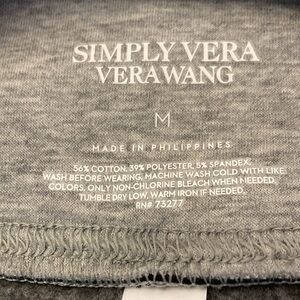 SIMPLY VERA
VERAWANG
M
MADE IN PHILIPPINES
56% COTTON, 39% POLYESTER, 5% SPANDEX.
WASH BEFORE WEARING. MACHINE WASH COLD WITH LIKE
COLORS. ONLY NON-CHLORINE BLEACH WHEN NEEDED.
TUMBLE DRY LOW. WARM IRON IF NEEDED.
RN# 73277